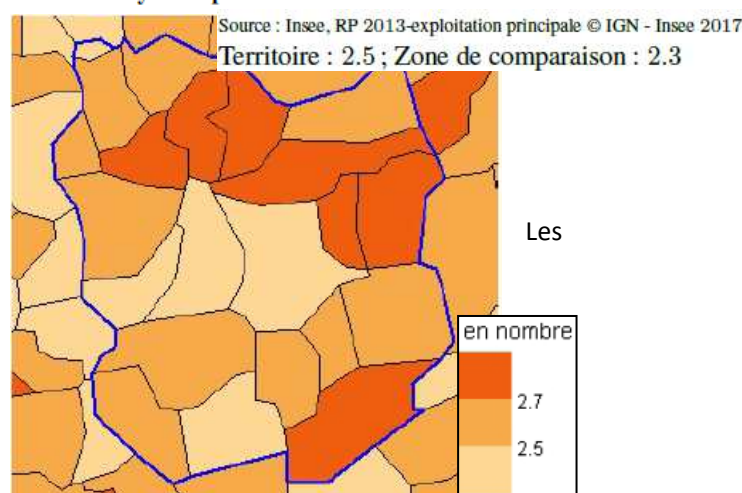 Source : Insee, RP 2013-exploitation principale © IGN - Insee 2017
Territoire : 2.5 ; Zone de comparaison : 2.3
Les
en nombre
2.7
2.5